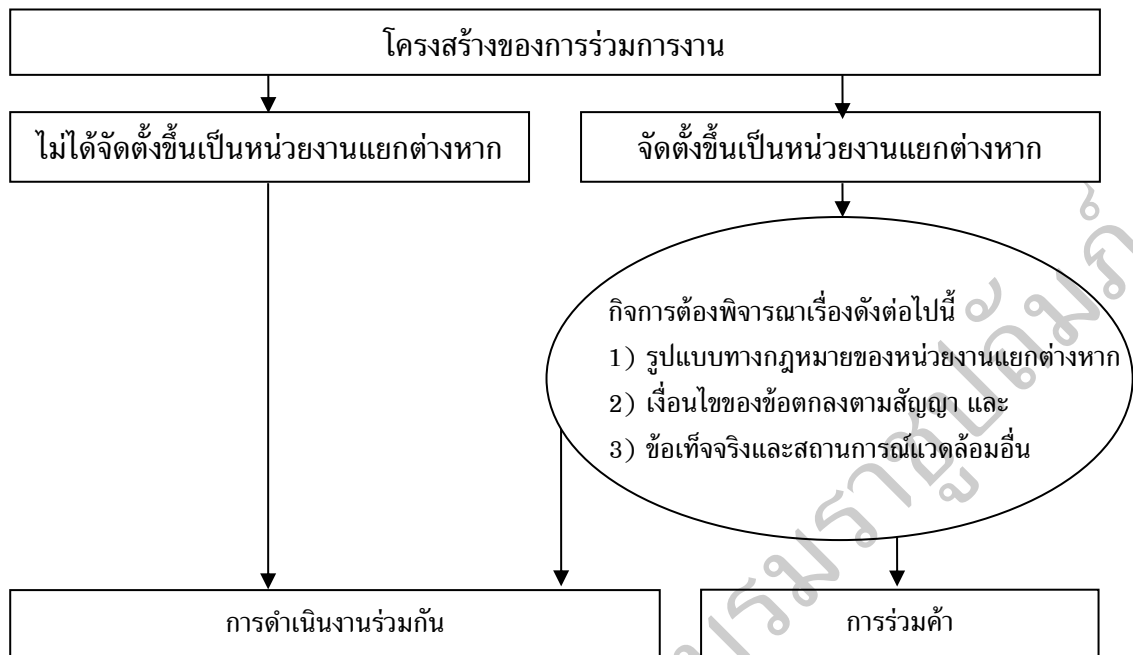 โครงสร้างของการร่วมการงาน
ไม่ได้จัดตั้งขึ้นเป็นหน่วยงานแยกต่างหาก
จัดตั้งขึ้นเป็นหน่วยงานแยกต่างหาก
กิจการต้องพิจารณาเรื่องดังต่อไปนี้
1) รูปแบบทางกฎหมายของหน่วยงานแยกต่างหาก
2) เงื่อนไขของข้อตกลงตามสัญญา และ
3) ข้อเท็จจริงและสถานการณ์แวดล้อมอื่น
การดำเนินงานร่วมกัน
การร่วมค้า